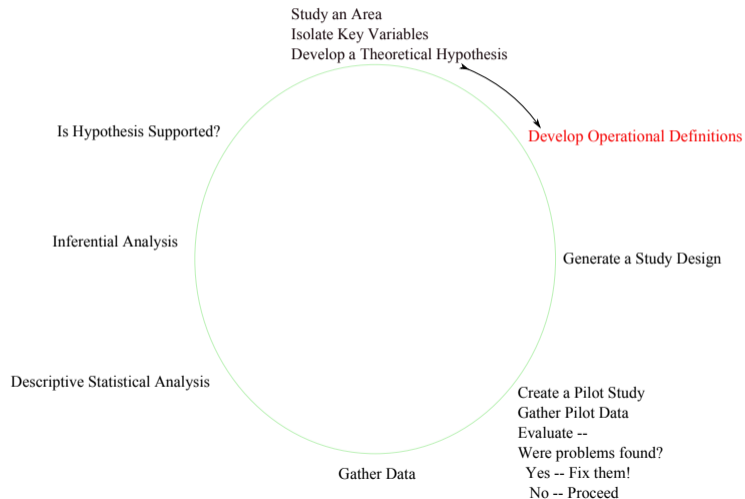 Study an Area
Isolate Key Variables
Develop a Theoretical Hypothesis
Develop Operational Definitions
Generate a Study Design
Create a Pilot Study
Gather Pilot Data
Evaluate --
Were problems found?
Yes -- Fix them!
No -- Proceed
Gather Data
Descriptive Statistical Analysis
Inferential Analysis
Is Hypothesis Supported?